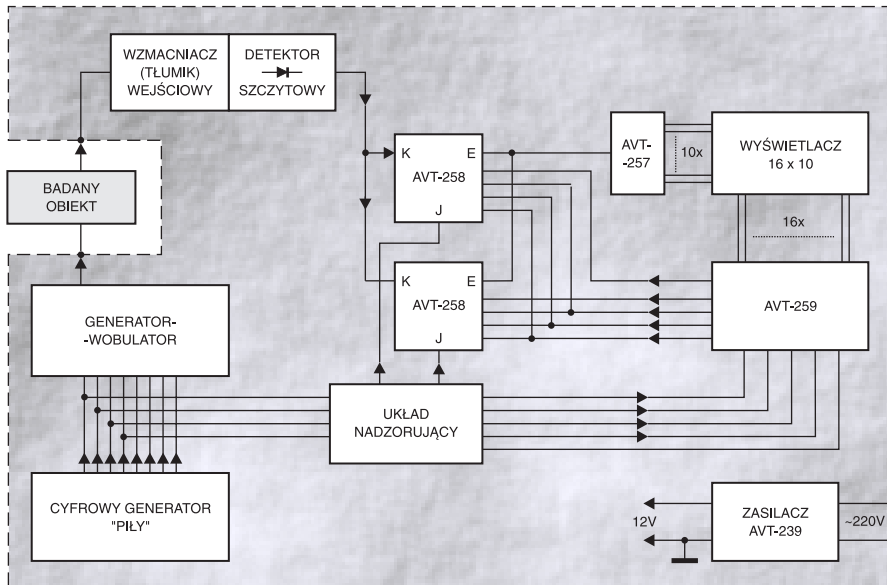 WZMACNIACZ
(TŁUMIK)
WEJŚCIOWY
DETEKTOR
SZCZYTOWY
K
E
AVT-258
J
AVT-
-257
10x
WYŚWIETLACZ
16 x 10
BADANY
OBIEKT
16x
K
E
AVT-258
J
AVT-259
GENERATOR-
-WOBULATOR
UKŁAD
NADZORUJĄCY
CYFROWY GENERATOR
"PIŁY"
12V
ZASILACZ
AVT-239
~220V